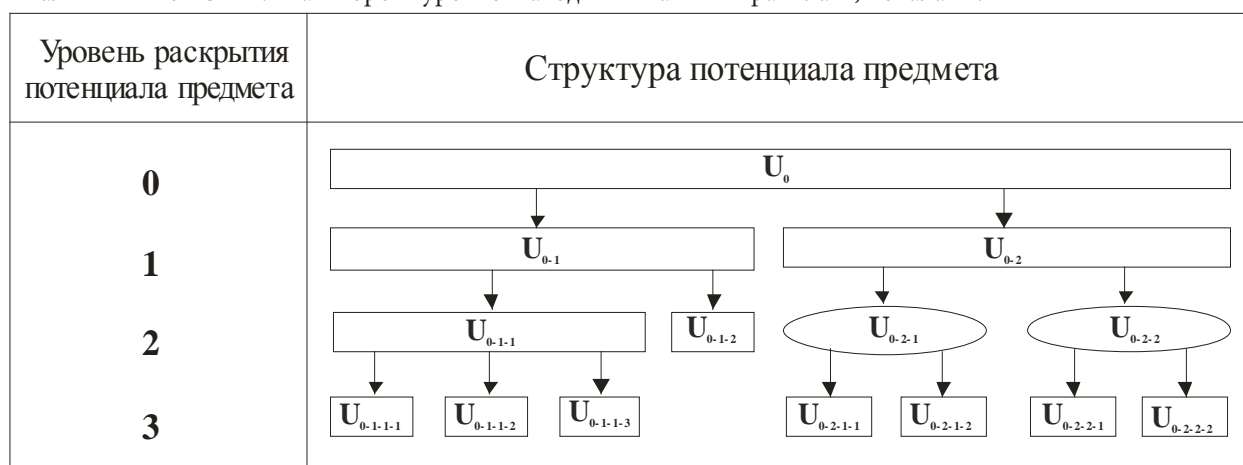 Уровень раскрытия
потенциала предмета
Структура потенциала предмета
0
U₀
1
U₀₋₁ U₀₋₂
2
U₀₋₁₋₁ U₀₋₁₋₂ U₀₋₂₋₁ U₀₋₂₋₂
3
U₀₋₁₋₁₋₁ U₀₋₁₋₁₋₂ U₀₋₁₋₁₋₃ U₀₋₂₋₁₋₁ U₀₋₂₋₁₋₂ U₀₋₂₋₂₋₁ U₀₋₂₋₂₋₂